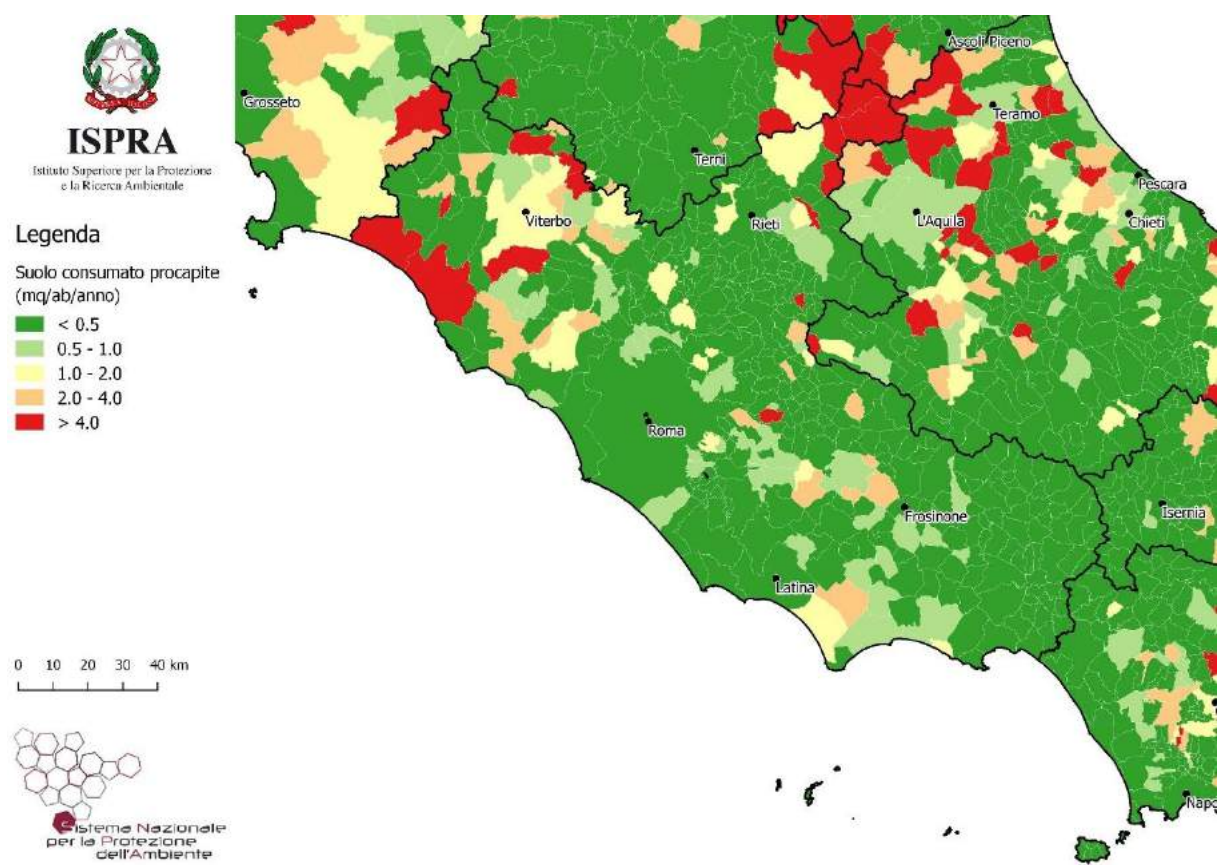 ISPRA
Istituto Superiore per la Protezione
e la Ricerca Ambientale
Legenda
Suolo consumato procapite
(mq/ab/anno)
< 0.5
0.5 - 1.0
1.0 - 2.0
2.0 - 4.0
> 4.0
0 10 20 30 40 km
Sistema Nazionale
per la Protezione
dell'Ambiente
Ascoli Piceno
Grosseto
Teramo
Terni
Pescara
Viterbo
Rieti
L'Aquila
Chieti
Roma
Frosinone
Isernia
Latina
Napo